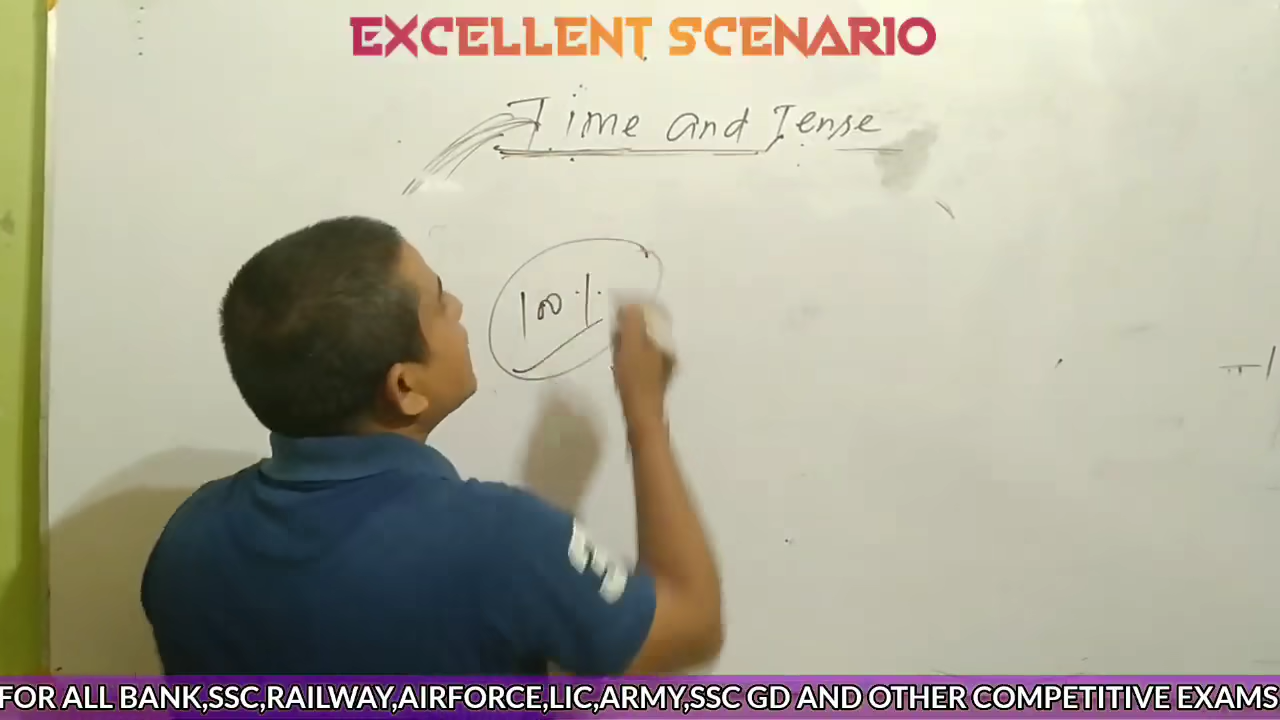 EXCELLENT SCENARIO
Time and Tense
100%
FOR ALL BANK,SSC,RAILWAY,AIRFORCE,LIC,ARMY,SSC GD AND OTHER COMPETITIVE EXAMS